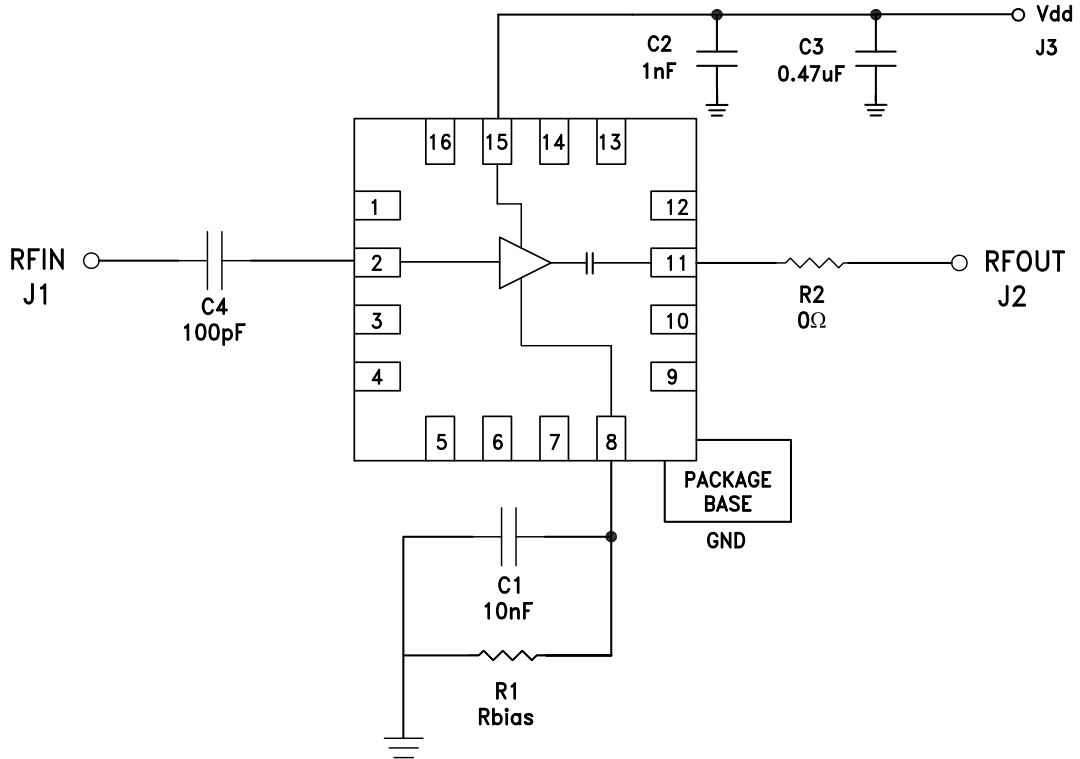 Vdd
J3
C2
1nF
C3
0.47uF
16
15
14
13
1
12
RFIN
J1
C4
100pF
2
11
R2
0Ω
RFOUT
J2
3
10
4
9
5
6
7
8
PACKAGE
BASE
GND
C1
10nF
R1
Rbias